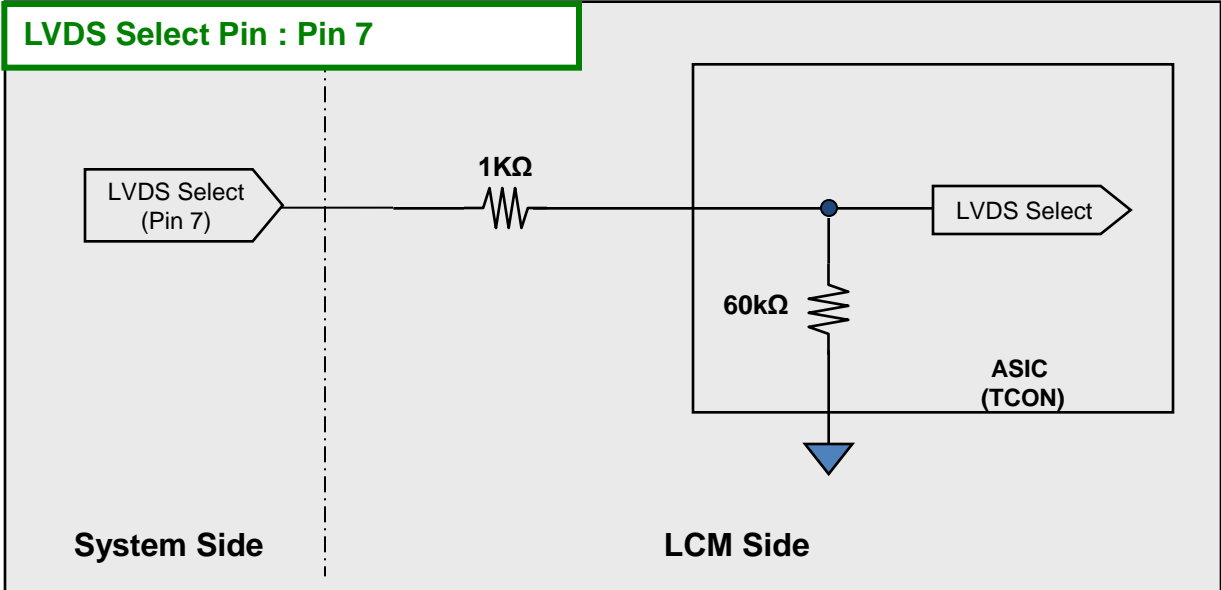 LVDS Select Pin : Pin 7
1KΩ
LVDS Select
(Pin 7)
LVDS Select
60kΩ
ASIC
(TCON)
System Side
LCM Side